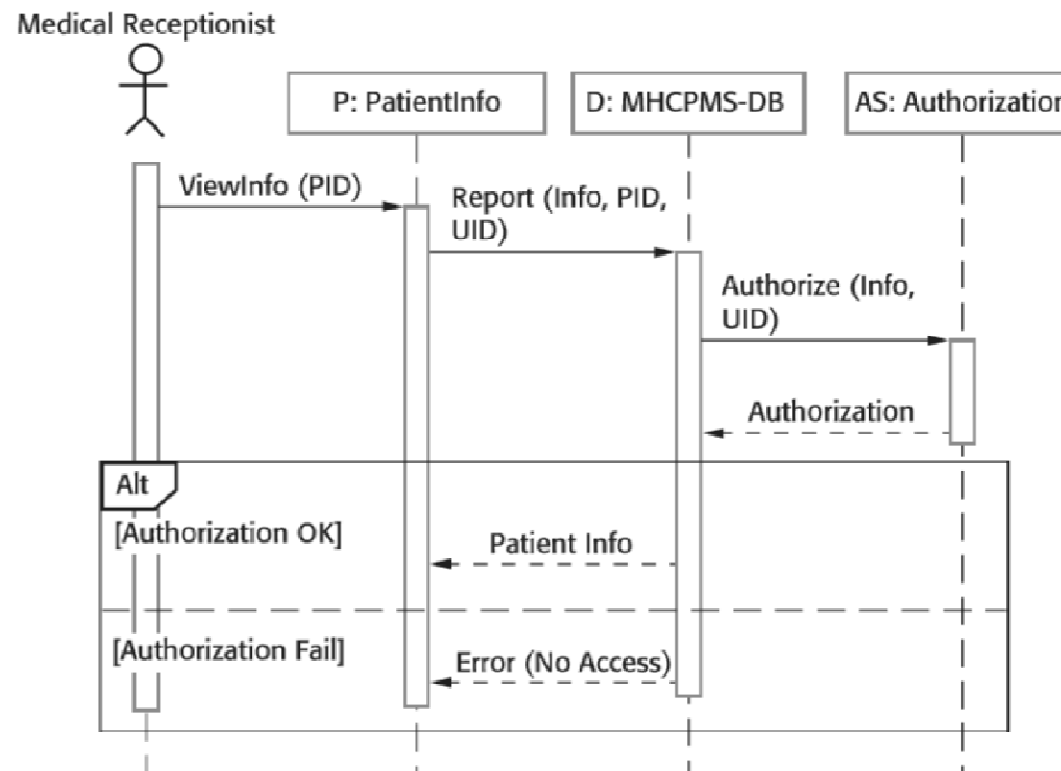 Medical Receptionist
P: PatientInfo
D: MHCPMS-DB
AS: Authorization
ViewInfo (PID)
Report (Info, PID,
UID)
Authorize (Info,
UID)
Authorization
Alt
[Authorization OK]
Patient Info
[Authorization Fail]
Error (No Access)